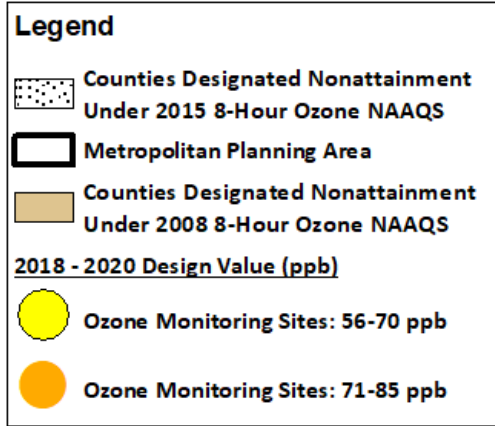 Legend
Counties Designated Nonattainment
Under 2015 8-Hour Ozone NAAQS
Metropolitan Planning Area
Counties Designated Nonattainment
Under 2008 8-Hour Ozone NAAQS
2018 - 2020 Design Value (ppb)
Ozone Monitoring Sites: 56-70 ppb
Ozone Monitoring Sites: 71-85 ppb